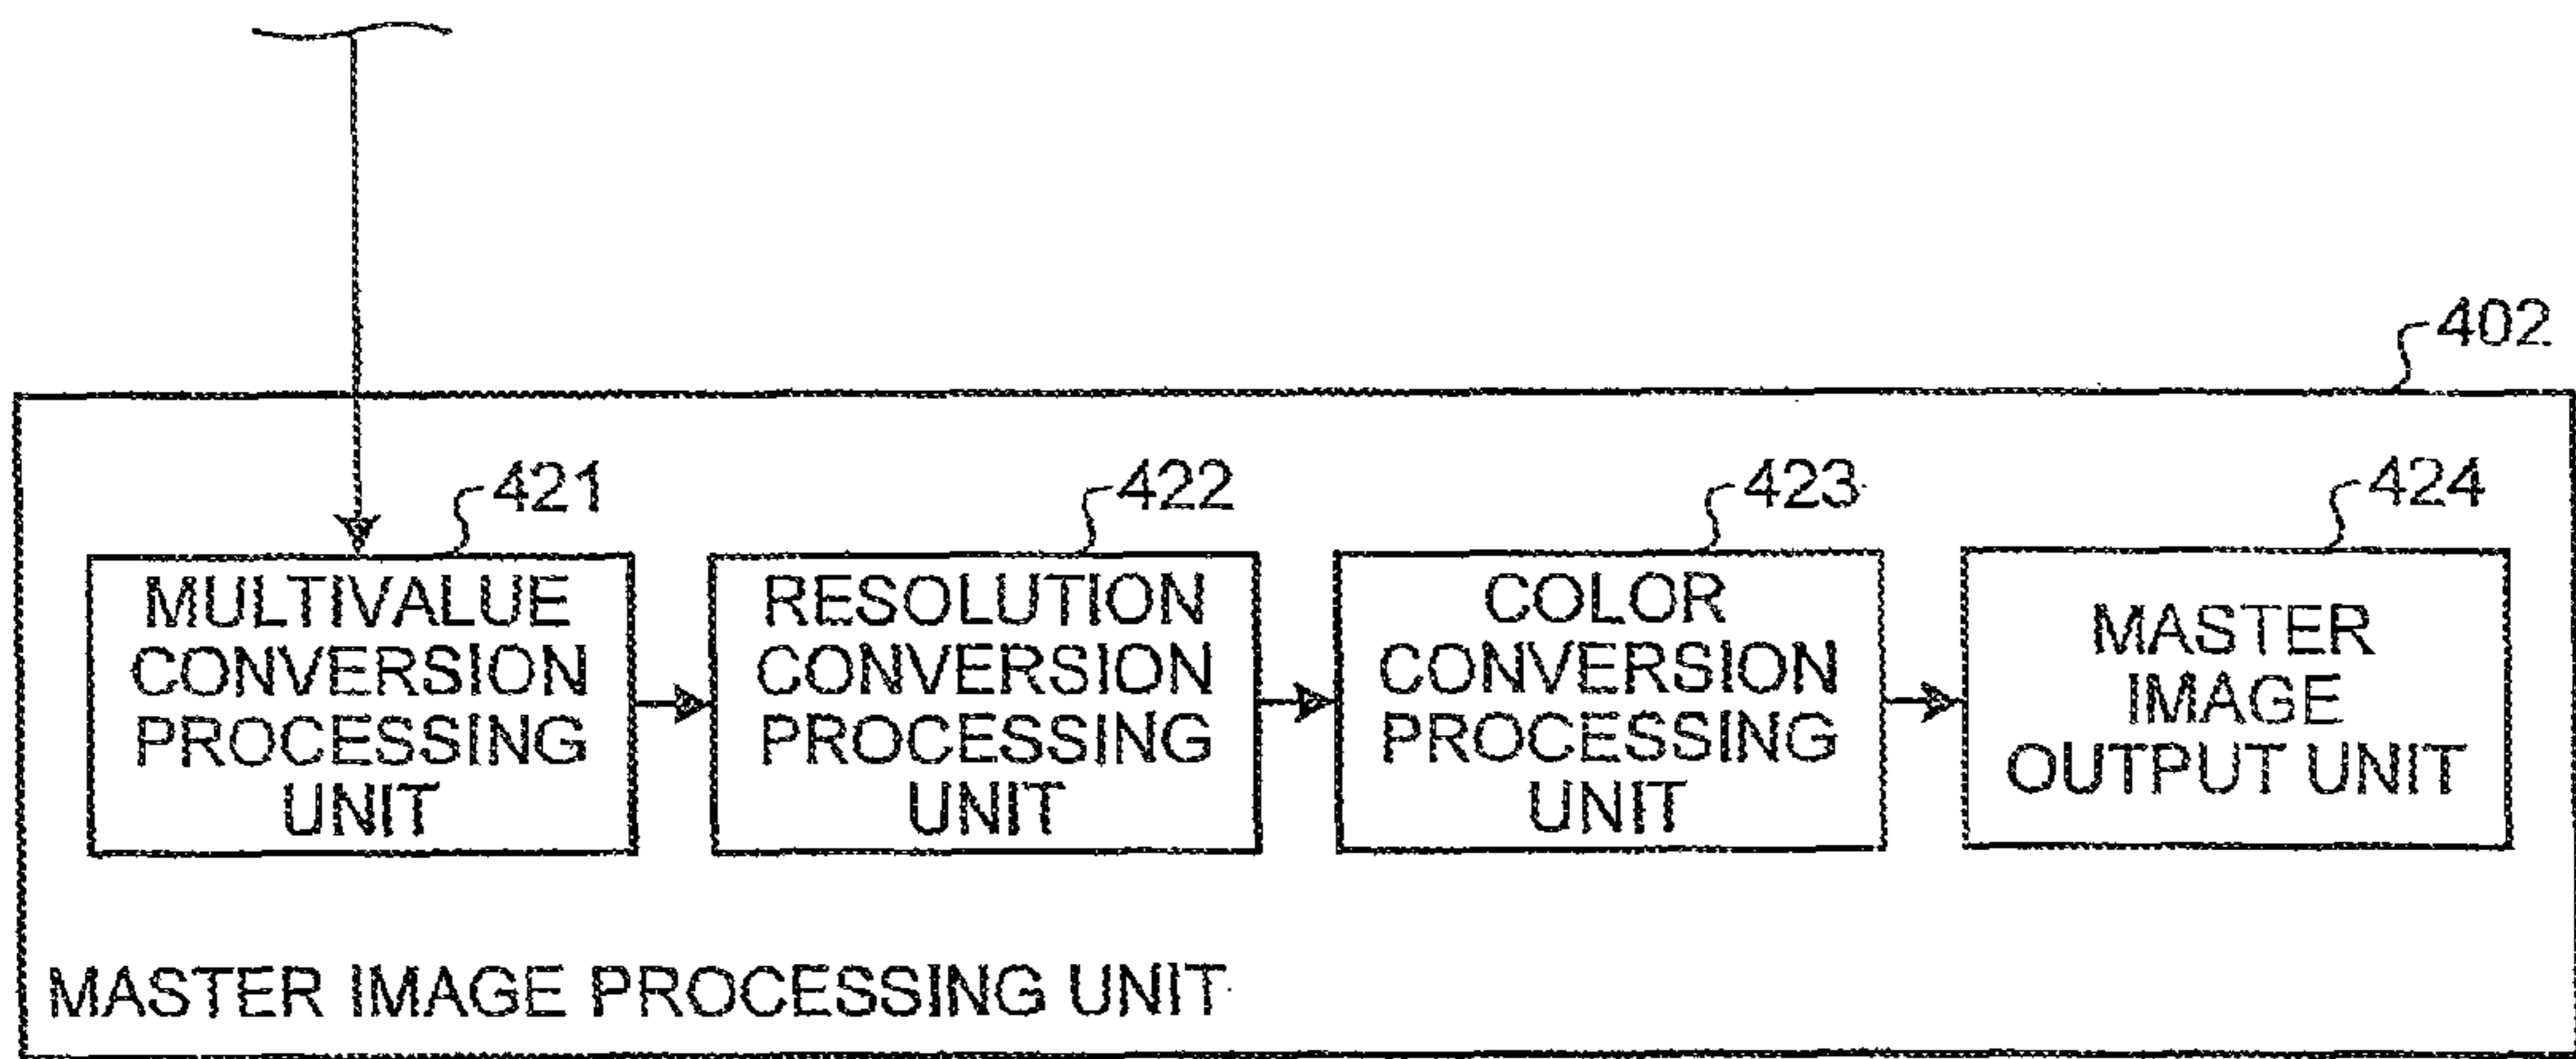 402
421
422
423
424
MULTIVALUE
CONVERSION
PROCESSING
UNIT
RESOLUTION
CONVERSION
PROCESSING
UNIT
COLOR
CONVERSION
PROCESSING
UNIT
MASTER
IMAGE
OUTPUT UNIT
MASTER IMAGE PROCESSING UNIT